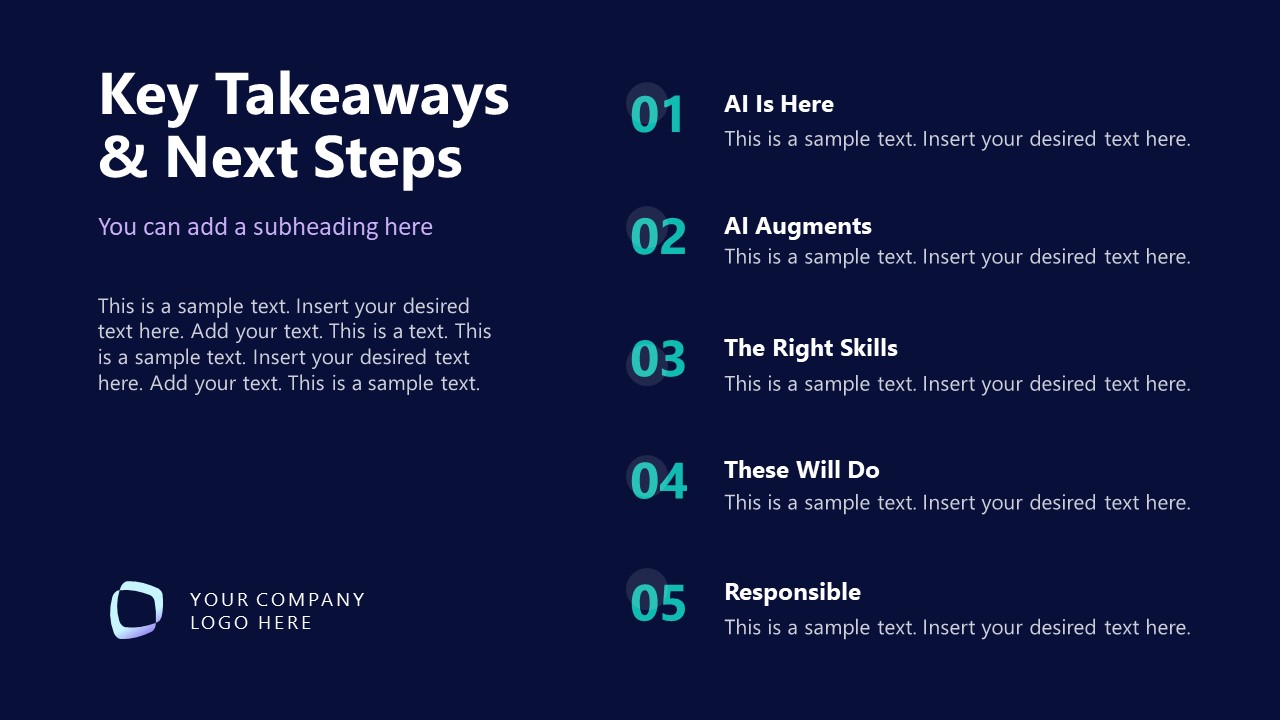 Key Takeaways
& Next Steps
You can add a subheading here
This is a sample text. Insert your desired
text here. Add your text. This is a text. This
is a sample text. Insert your desired text
here. Add your text. This is a sample text.
YOUR COMPANY
LOGO HERE
01
AI Is Here
This is a sample text. Insert your desired text here.
02
AI Augments
This is a sample text. Insert your desired text here.
03
The Right Skills
This is a sample text. Insert your desired text here.
04
These Will Do
This is a sample text. Insert your desired text here.
05
Responsible
This is a sample text. Insert your desired text here.